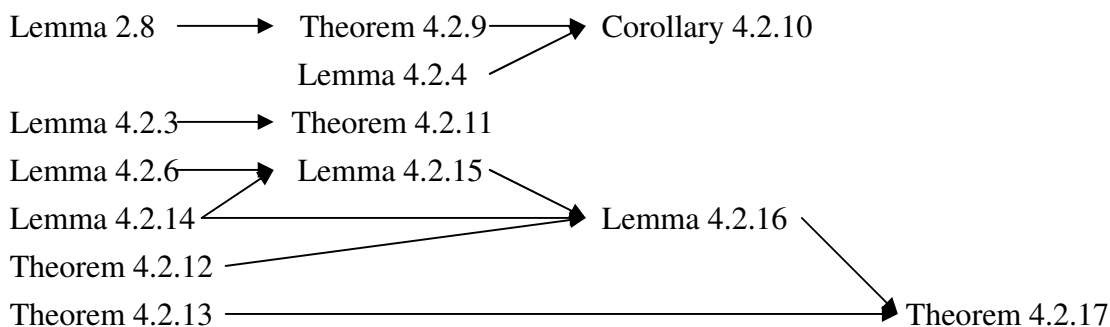 Lemma 2.8 Theorem 4.2.9 Corollary 4.2.10
Lemma 4.2.4
Lemma 4.2.3 Theorem 4.2.11
Lemma 4.2.6 Lemma 4.2.15
Lemma 4.2.14 Lemma 4.2.16
Theorem 4.2.12
Theorem 4.2.13 Theorem 4.2.17